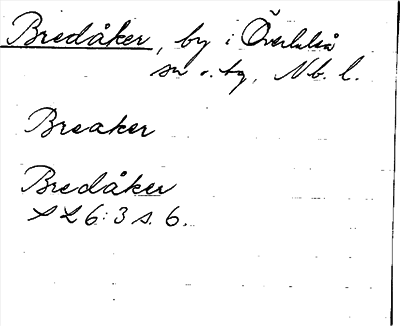 Bredåker, by i Överluleå
sn o. tg, Nb. l.
Breaker
Bredåker
SL 6:3 s. 6.